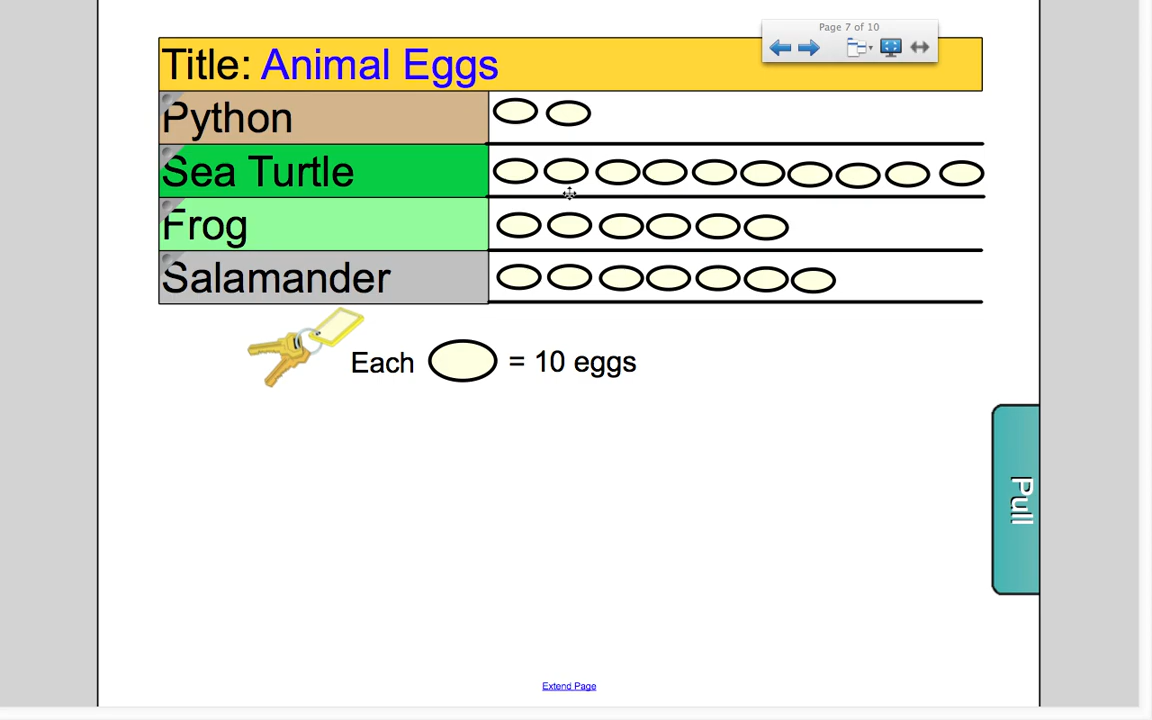 Page 7 of 10
Title: Animal Eggs
Python
Sea Turtle
Frog
Salamander
Each = 10 eggs
Pull
Extend Page